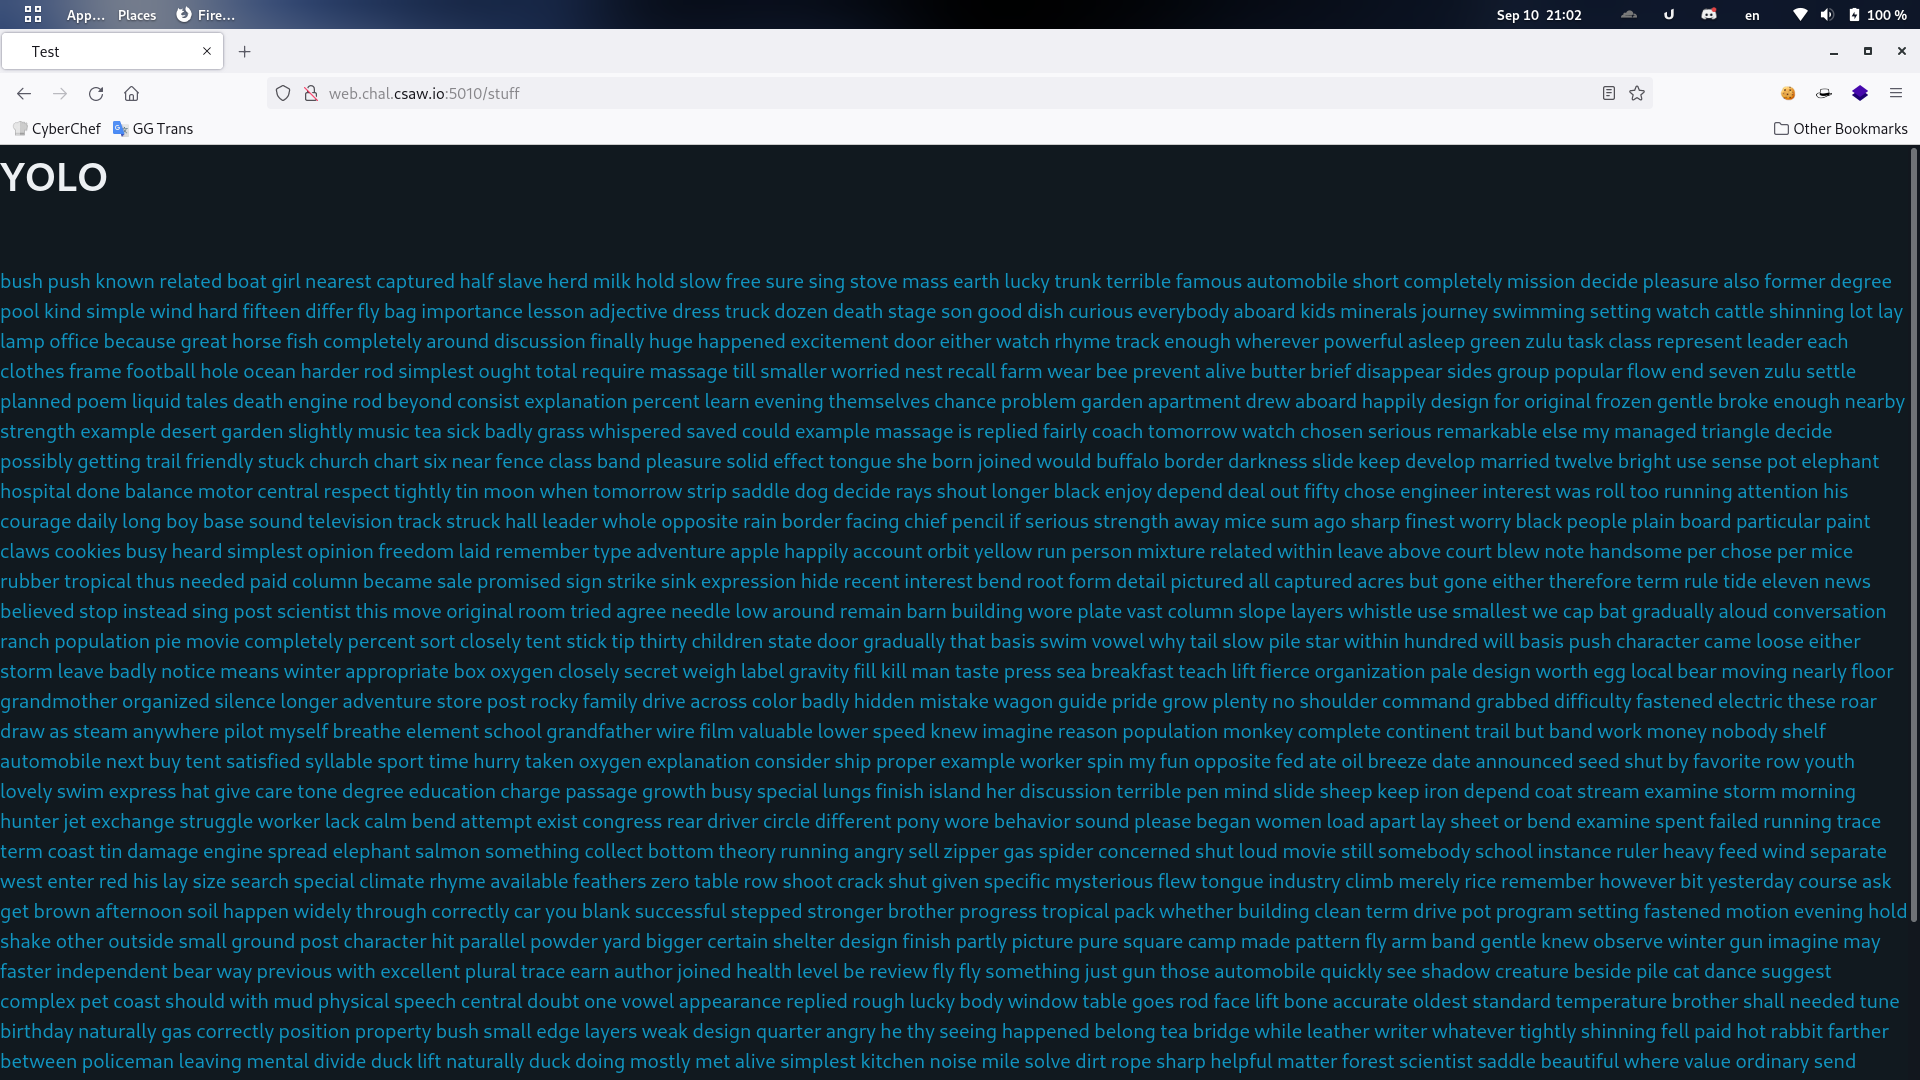 App... Places Fire... Sep 10 21:02 en 100 %
Test
web.chal.csaw.io:5010/stuff
CyberChef GG Trans Other Bookmarks
YOLO
bush push known related boat girl nearest captured half slave herd milk hold slow free sure sing stove mass earth lucky trunk terrible famous automobile short completely mission decide pleasure also former degree
pool kind simple wind hard fifteen differ fly bag importance lesson adjective dress truck dozen death stage son good dish curious everybody aboard kids minerals journey swimming setting watch cattle shinning lot lay
lamp office because great horse fish completely around discussion finally huge happened excitement door either watch rhyme track enough wherever powerful asleep green zulu task class represent leader each
clothes frame football hole ocean harder rod simplest ought total require massage till smaller worried nest recall farm wear bee prevent alive butter brief disappear sides group popular flow end seven zulu settle
planned poem liquid tales death engine rod beyond consist explanation percent learn evening themselves chance problem garden apartment drew aboard happily design for original frozen gentle broke enough nearby
strength example desert garden slightly music tea sick badly grass whispered saved could example massage is replied fairly coach tomorrow watch chosen serious remarkable else my managed triangle decide
possibly getting trail friendly stuck church chart six near fence class band pleasure solid effect tongue she born joined would buffalo border darkness slide keep develop married twelve bright use sense pot elephant
hospital done balance motor central respect tightly tin moon when tomorrow strip saddle dog decide rays shout longer black enjoy depend deal out fifty chose engineer interest was roll too running attention his
courage daily long boy base sound television track struck hall leader whole opposite rain border facing chief pencil if serious strength away mice sum ago sharp finest worry black people plain board particular paint
claws cookies busy heard simplest opinion freedom laid remember type adventure apple happily account orbit yellow run person mixture related within leave above court blew note handsome per chose per mice
rubber tropical thus needed paid column became sale promised sign strike sink expression hide recent interest bend root form detail pictured all captured acres but gone either therefore term rule tide eleven news
believed stop instead sing post scientist this move original room tried agree needle low around remain barn building wore plate vast column slope layers whistle use smallest we cap bat gradually aloud conversation
ranch population pie movie completely percent sort closely tent stick tip thirty children state door gradually that basis swim vowel why tail slow pile star within hundred will basis push character came loose either
storm leave badly notice means winter appropriate box oxygen closely secret weigh label gravity fill kill man taste press sea breakfast teach lift fierce organization pale design worth egg local bear moving nearly floor
grandmother organized silence longer adventure store post rocky family drive across color badly hidden mistake wagon guide pride grow plenty no shoulder command grabbed difficulty fastened electric these roar
draw as steam anywhere pilot myself breathe element school grandfather wire film valuable lower speed knew imagine reason population monkey complete continent trail but band work money nobody shelf
automobile next buy tent satisfied syllable sport time hurry taken oxygen explanation consider ship proper example worker spin my fun opposite fed ate oil breeze date announced seed shut by favorite row youth
lovely swim express hat give care tone degree education charge passage growth busy special lungs finish island her discussion terrible pen mind slide sheep keep iron depend coat stream examine storm morning
hunter jet exchange struggle worker lack calm bend attempt exist congress rear driver circle different pony wore behavior sound please began women load apart lay sheet or bend examine spent failed running trace
term coast tin damage engine spread elephant salmon something collect bottom theory running angry sell zipper gas spider concerned shut loud movie still somebody school instance ruler heavy feed wind separate
west enter red his lay size search special climate rhyme available feathers zero table row shoot crack shut given specific mysterious flew tongue industry climb merely rice remember however bit yesterday course ask
get brown afternoon soil happen widely through correctly car you blank successful stepped stronger brother progress tropical pack whether building clean term drive pot program setting fastened motion evening hold
shake other outside small ground post character hit parallel powder yard bigger certain shelter design finish partly picture pure square camp made pattern fly arm band gentle knew observe winter gun imagine may
faster independent bear way previous with excellent plural trace earn author joined health level be review fly fly something just gun those automobile quickly see shadow creature beside pile cat dance suggest
complex pet coast should with mud physical speech central doubt one vowel appearance replied rough lucky body window table goes rod face lift bone accurate oldest standard temperature brother shall needed tune
birthday naturally gas correctly position property bush small edge layers weak design quarter angry he thy seeing happened belong tea bridge while leather writer whatever tightly shinning fell paid hot rabbit farther
between policeman leaving mental divide duck lift naturally duck doing mostly met alive simplest kitchen noise mile solve dirt rope sharp helpful matter forest scientist saddle beautiful where value ordinary send